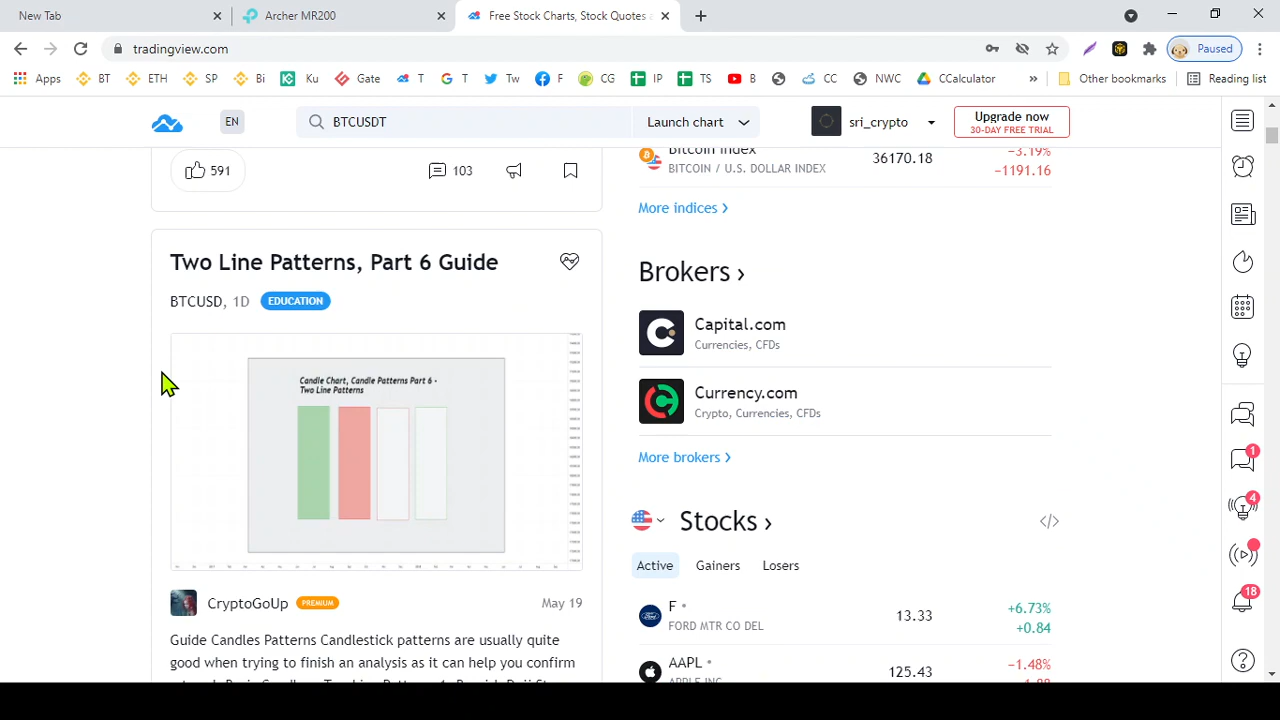 New Tab
Archer MR200
Free Stock Charts, Stock Quotes
tradingview.com
Paused
Apps
BT
ETH
SP
Bi
Ku
Gate
T
T
Tw
F
CG
IP
TS
B
CC
NWC
CCalculator
Other bookmarks
Reading list
EN
BTCUSDT
Launch chart
sri_crypto
Upgrade now
30-DAY FREE TRIAL
591
103
Bitcoin Index
BITCOIN / U.S. DOLLAR INDEX
36170.18
−3.19%
−1191.16
More indices
Two Line Patterns, Part 6 Guide
BTCUSD, 1D
EDUCATION
Candle Chart, Candle Patterns Part 6 -
Two Line Patterns
CryptoGoUp
PREMIUM
May 19
Guide Candles Patterns Candlestick patterns are usually quite
good when trying to finish an analysis as it can help you confirm
Brokers
Capital.com
Currencies, CFDs
Currency.com
Crypto, Currencies, CFDs
More brokers
Stocks
Active
Gainers
Losers
F
FORD MTR CO DEL
13.33
+6.73%
+0.84
AAPL
APPLE INC
125.43
−1.48%
1
4
18